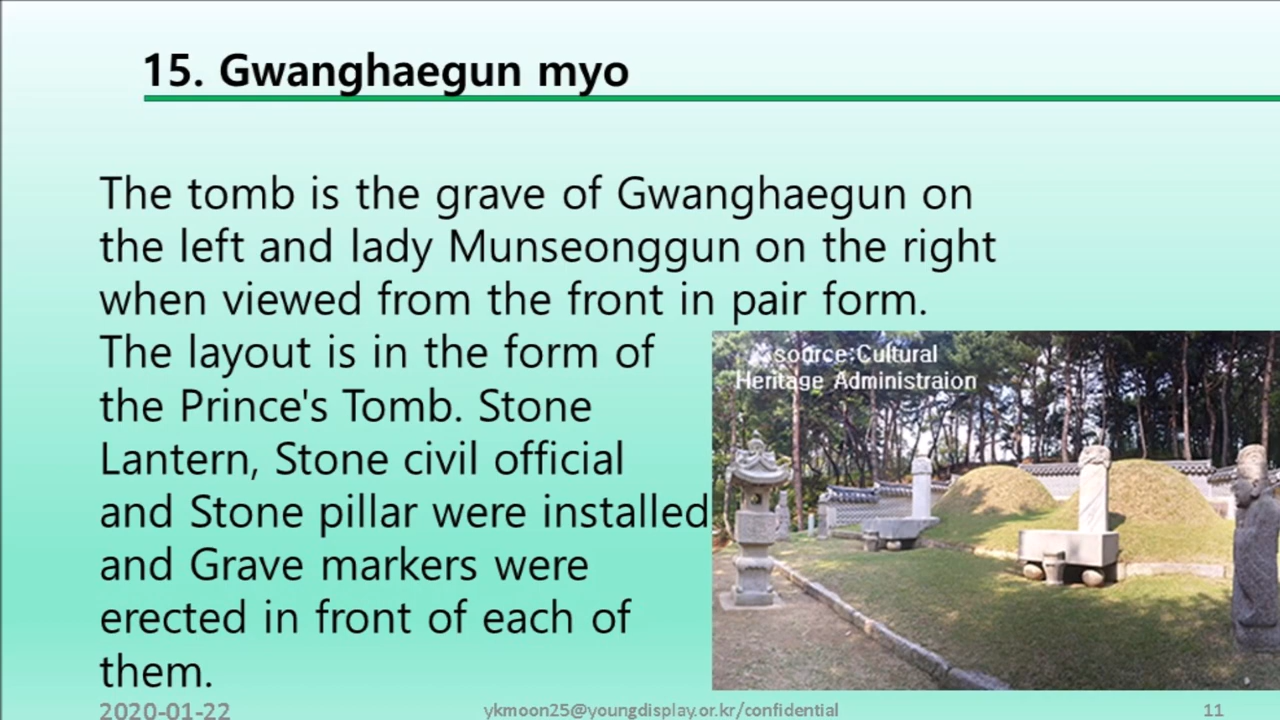 15. Gwanghaegun myo
The tomb is the grave of Gwanghaegun on
the left and lady Munseonggun on the right
when viewed from the front in pair form.
The layout is in the form of
the Prince's Tomb. Stone
Lantern, Stone civil official
and Stone pillar were installed
and Grave markers were
erected in front of each of
them.
source:Cultural
Heritage Administraion
2020-01-22
ykmoon25@youngdisplay.or.kr/confidential
11